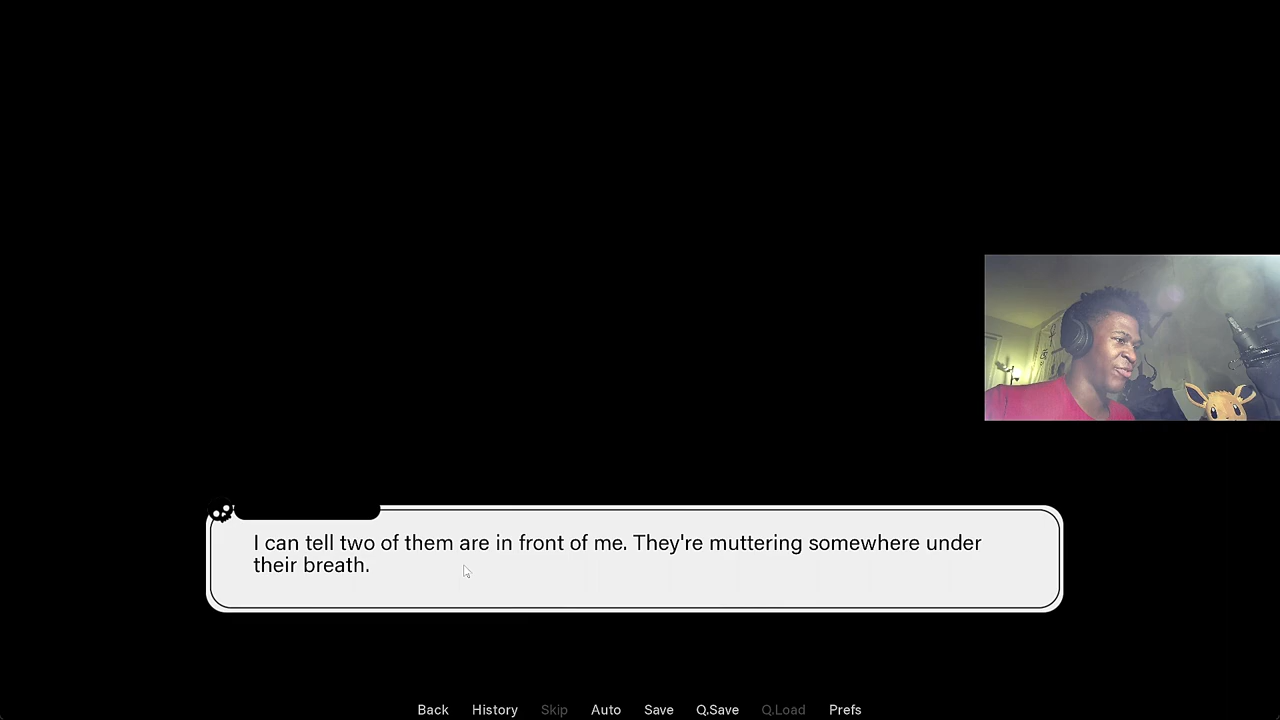 I can tell two of them are in front of me. They're muttering somewhere under
their breath.
Back History Skip Auto Save Q.Save Q.Load Prefs